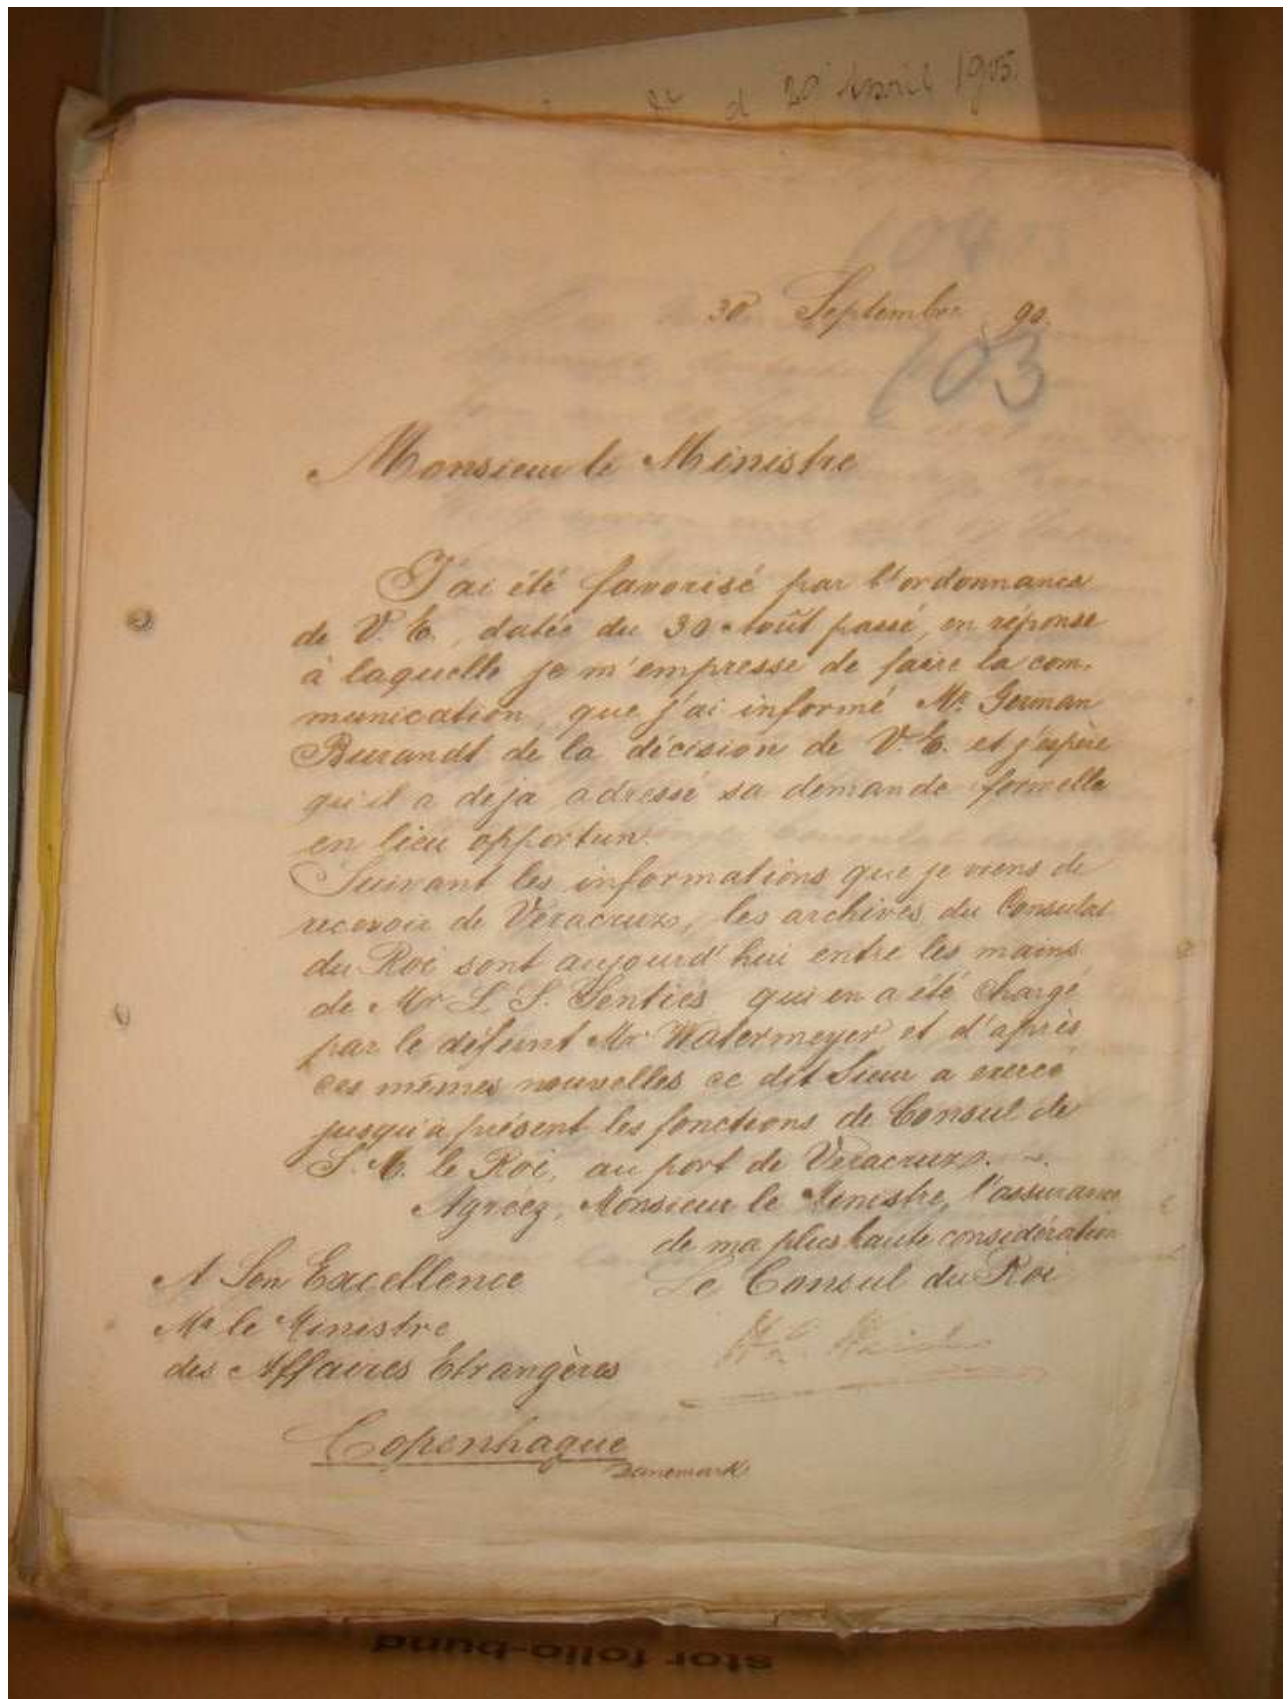 d 20 April 1905.
104
30 Septembre 90.
103
Monsieur le Ministre
J'ai été favorisé par l'ordonnance
de V. E., datée du 30 Août passé, en réponse
à laquelle je m'empresse de faire la com-
munication, que j'ai informé Mr. German
Burandt de la décision de V. E. et j'espère
qu'il a deja adressé sa demande formelle
en lieu opportun.
Suivant les informations que je viens de
recevoir de Veracruz, les archives du Consulat
du Roi sont aujourd'hui entre les mains
de Mr L. S. Senties qui en a été chargé
par le défunt Mr Watermeyer et d'après
ces mêmes nouvelles ce dit Sieur a exercé
jusqu'à présent les fonctions de Consul de
S. M. le Roi, au port de Veracruz. -.
Agréez, Monsieur le Ministre, l'assurance
de ma plus haute considération
Le Consul du Roi
A Son Excellence
Mr le Ministre
des Affaires Etrangères
Copenhague
Danemark
stor folio-bund